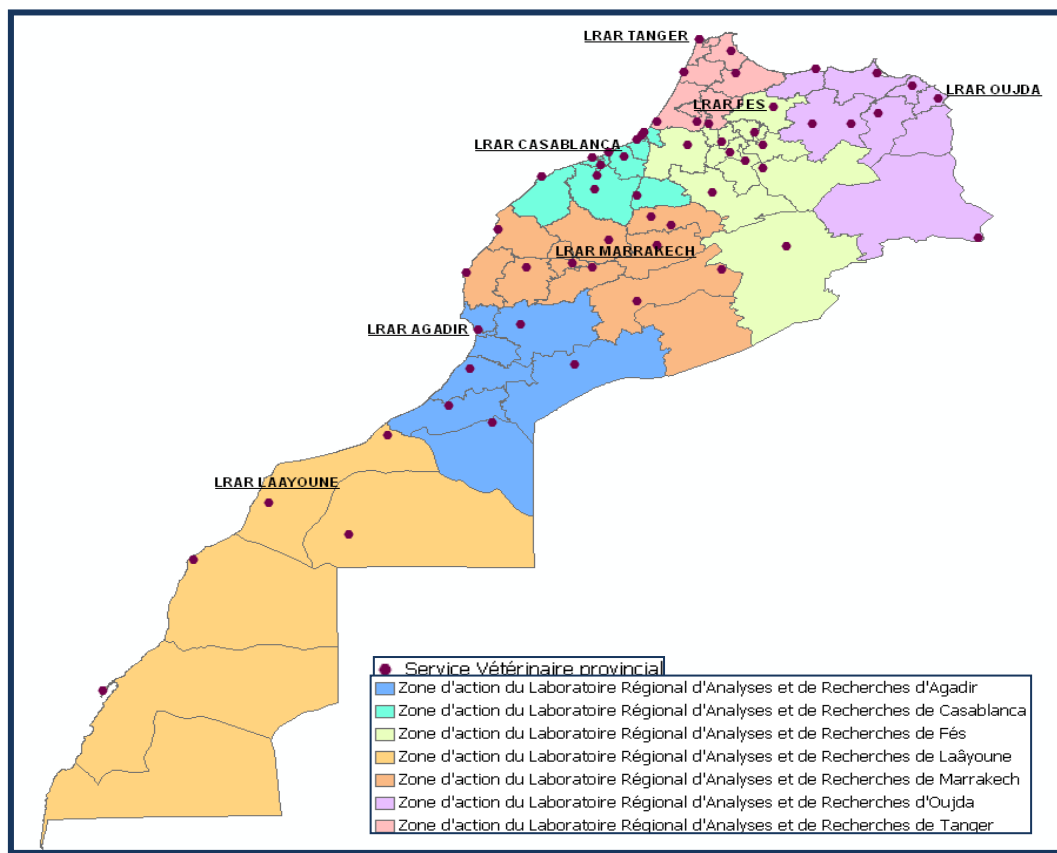 LRAR TANGER
LRAR OUJDA
LRAR FES
LRAR CASABLANCA
LRAR MARRAKECH
LRAR AGADIR
LRAR LAAYOUNE
Service Vétérinaire provincial
Zone d'action du Laboratoire Régional d'Analyses et de Recherches d'Agadir
Zone d'action du Laboratoire Régional d'Analyses et de Recherches de Casablanca
Zone d'action du Laboratoire Régional d'Analyses et de Recherches de Fés
Zone d'action du Laboratoire Régional d'Analyses et de Recherches de Laâyoune
Zone d'action du Laboratoire Régional d'Analyses et de Recherches de Marrakech
Zone d'action du Laboratoire Régional d'Analyses et de Recherches d'Oujda
Zone d'action du Laboratoire Régional d'Analyses et de Recherches de Tanger